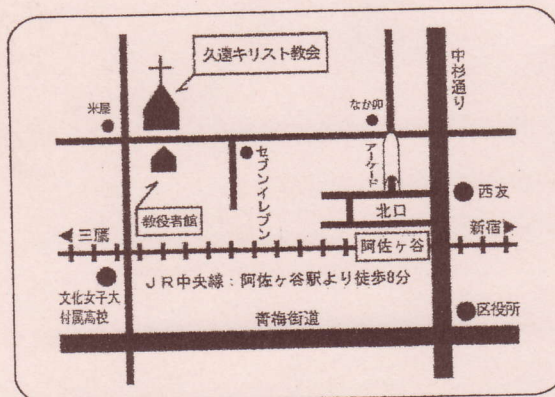 久遠キリスト教会
中杉通り
米屋
なか卯
アーケード
セブンイレブン
教役者館
北口
西友
三鷹
新宿
阿佐ヶ谷
JR中央線：阿佐ヶ谷駅より徒歩8分
文化女子大
付属高校
青梅街道
区役所